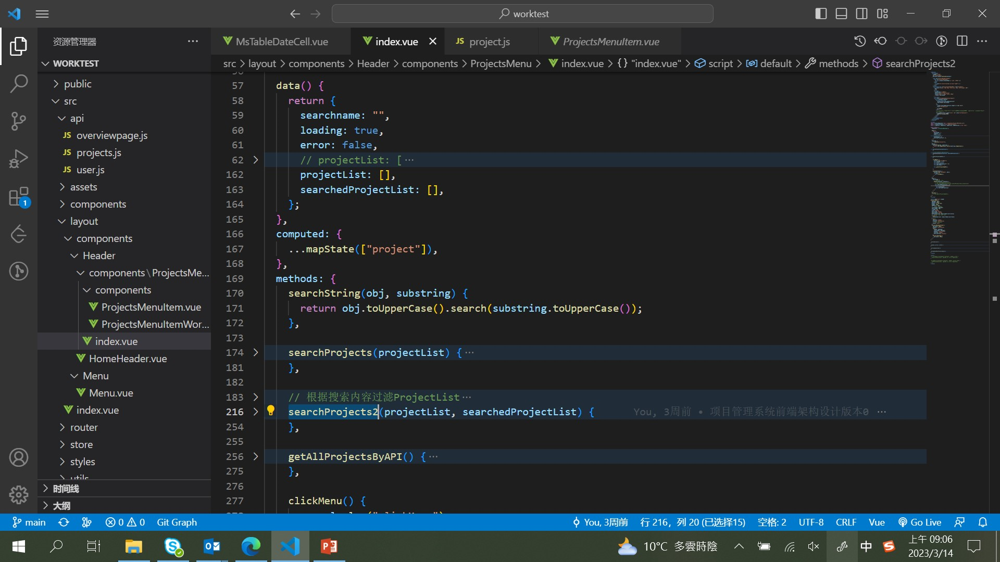 worktest
资源管理器
MsTableDateCell.vue
index.vue
JS project.js
ProjectsMenuItem.vue
WORKTEST
src > layout > components > Header > components > ProjectsMenu > index.vue > {} "index.vue" > script > default > methods > searchProjects2
public
src
api
JS overviewpage.js
JS projects.js
JS user.js
assets
components
layout
components
Header
components\ProjectsMe...
components
ProjectsMenuItem.vue
ProjectsMenuItemWor...
index.vue
HomeHeader.vue
Menu
Menu.vue
index.vue
router
store
styles
utils
时间线
大纲
57 data() {
58 return {
59 searchname: "",
60 loading: true,
61 error: false,
62 // projectList: [ ...
162 projectList: [],
163 searchedProjectList: [],
164 };
165 },
166 computed: {
167 ...mapState(["project"]),
168 },
169 methods: {
170 searchString(obj, substring) {
171 return obj.toUpperCase().search(substring.toUpperCase());
172 },
173
174 searchProjects(projectList) { ...
181 },
182
183 // 根据搜索内容过滤ProjectList ...
216 searchProjects2(projectList, searchedProjectList) { You, 3周前 • 项目管理系统前端架构设计版本0 ...
254 },
255
256 getAllProjectsByAPI() { ...
275 },
276
277 clickMenu() {
1
main
0 0
Git Graph
You, 3周前
行 216，列 20 (已选择15)
空格: 2
UTF-8
CRLF
Vue
Go Live
10°C 多雲時陰
中
上午 09:06
2023/3/14